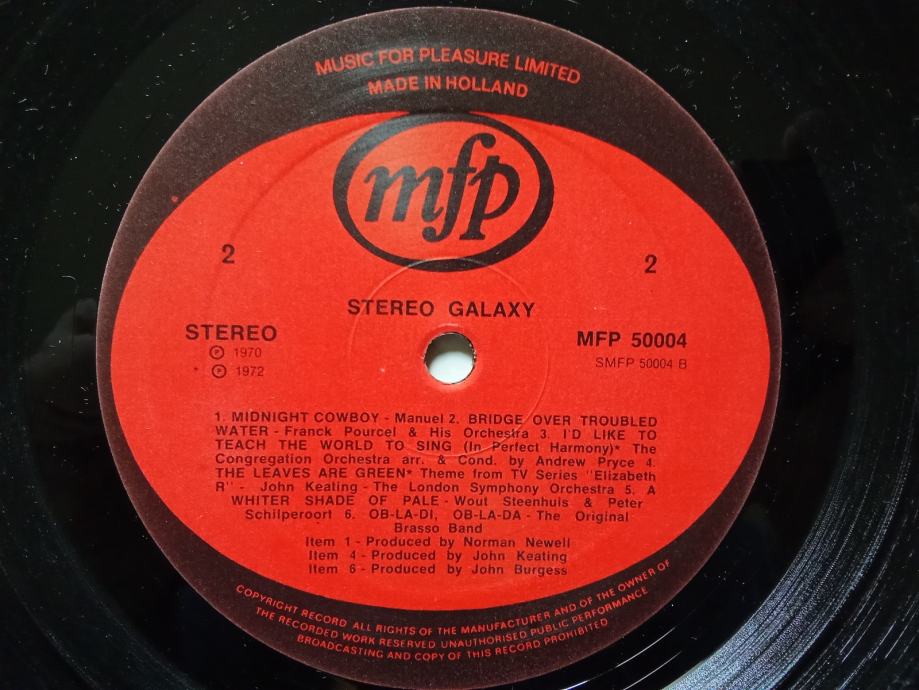 MUSIC FOR PLEASURE LIMITED
MADE IN HOLLAND
mfp
2
2
STEREO GALAXY
STEREO
MFP 50004
℗ 1970
SMFP 50004 B
* ℗ 1972
1. MIDNIGHT COWBOY - Manuel 2. BRIDGE OVER TROUBLED
WATER - Franck Pourcel & His Orchestra 3. I'D LIKE TO
TEACH THE WORLD TO SING (In Perfect Harmony)* The
Congregation Orchestra arr. & Cond. by Andrew Pryce 4.
THE LEAVES ARE GREEN* Theme from TV Series "Elizabeth
R" - John Keating - The London Symphony Orchestra 5. A
WHITER SHADE OF PALE - Wout Steenhuis & Peter
Schilperoort 6. OB-LA-DI, OB-LA-DA - The Original
Brasso Band
Item 1 - Produced by Norman Newell
Item 4 - Produced by John Keating
Item 6 - Produced by John Burgess
COPYRIGHT RECORD ALL RIGHTS OF THE MANUFACTURER AND OF THE OWNER OF
THE RECORDED WORK RESERVED UNAUTHORISED PUBLIC PERFORMANCE
BROADCASTING AND COPY OF THIS RECORD PROHIBITED